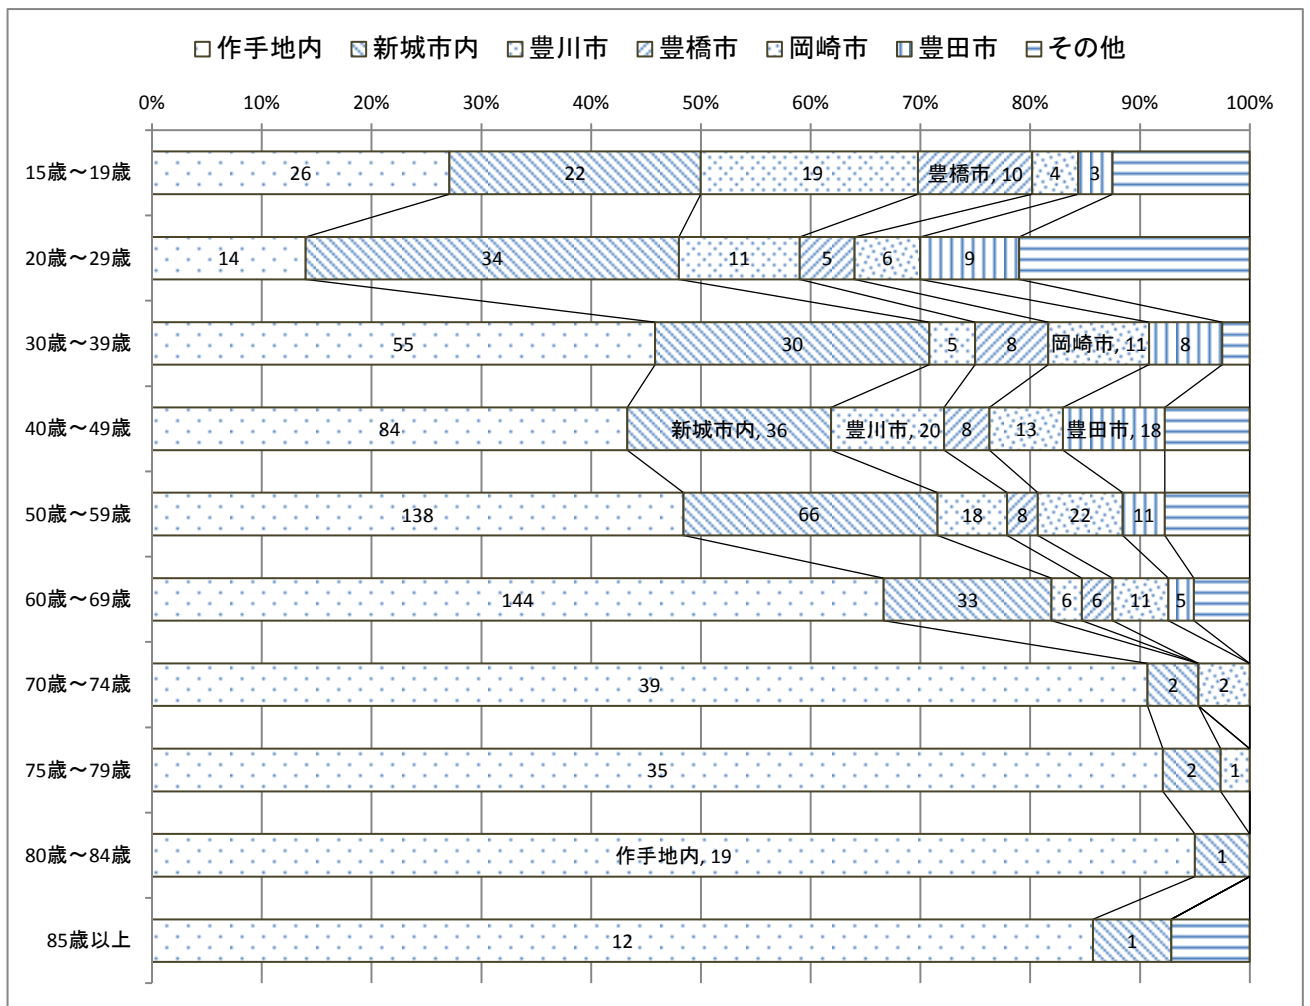 作手地内 新城市内 豊川市 豊橋市 岡崎市 豊田市 その他
0% 10% 20% 30% 40% 50% 60% 70% 80% 90% 100%
15歳～19歳 26 22 19 豊橋市, 10 4 3
20歳～29歳 14 34 11 5 6 9
30歳～39歳 55 30 5 8 岡崎市, 11 8
40歳～49歳 84 新城市内, 36 豊川市, 20 8 13 豊田市, 18
50歳～59歳 138 66 18 8 22 11
60歳～69歳 144 33 6 6 11 5
70歳～74歳 39 2 2
75歳～79歳 35 2 1
80歳～84歳 作手地内, 19 1
85歳以上 12 1